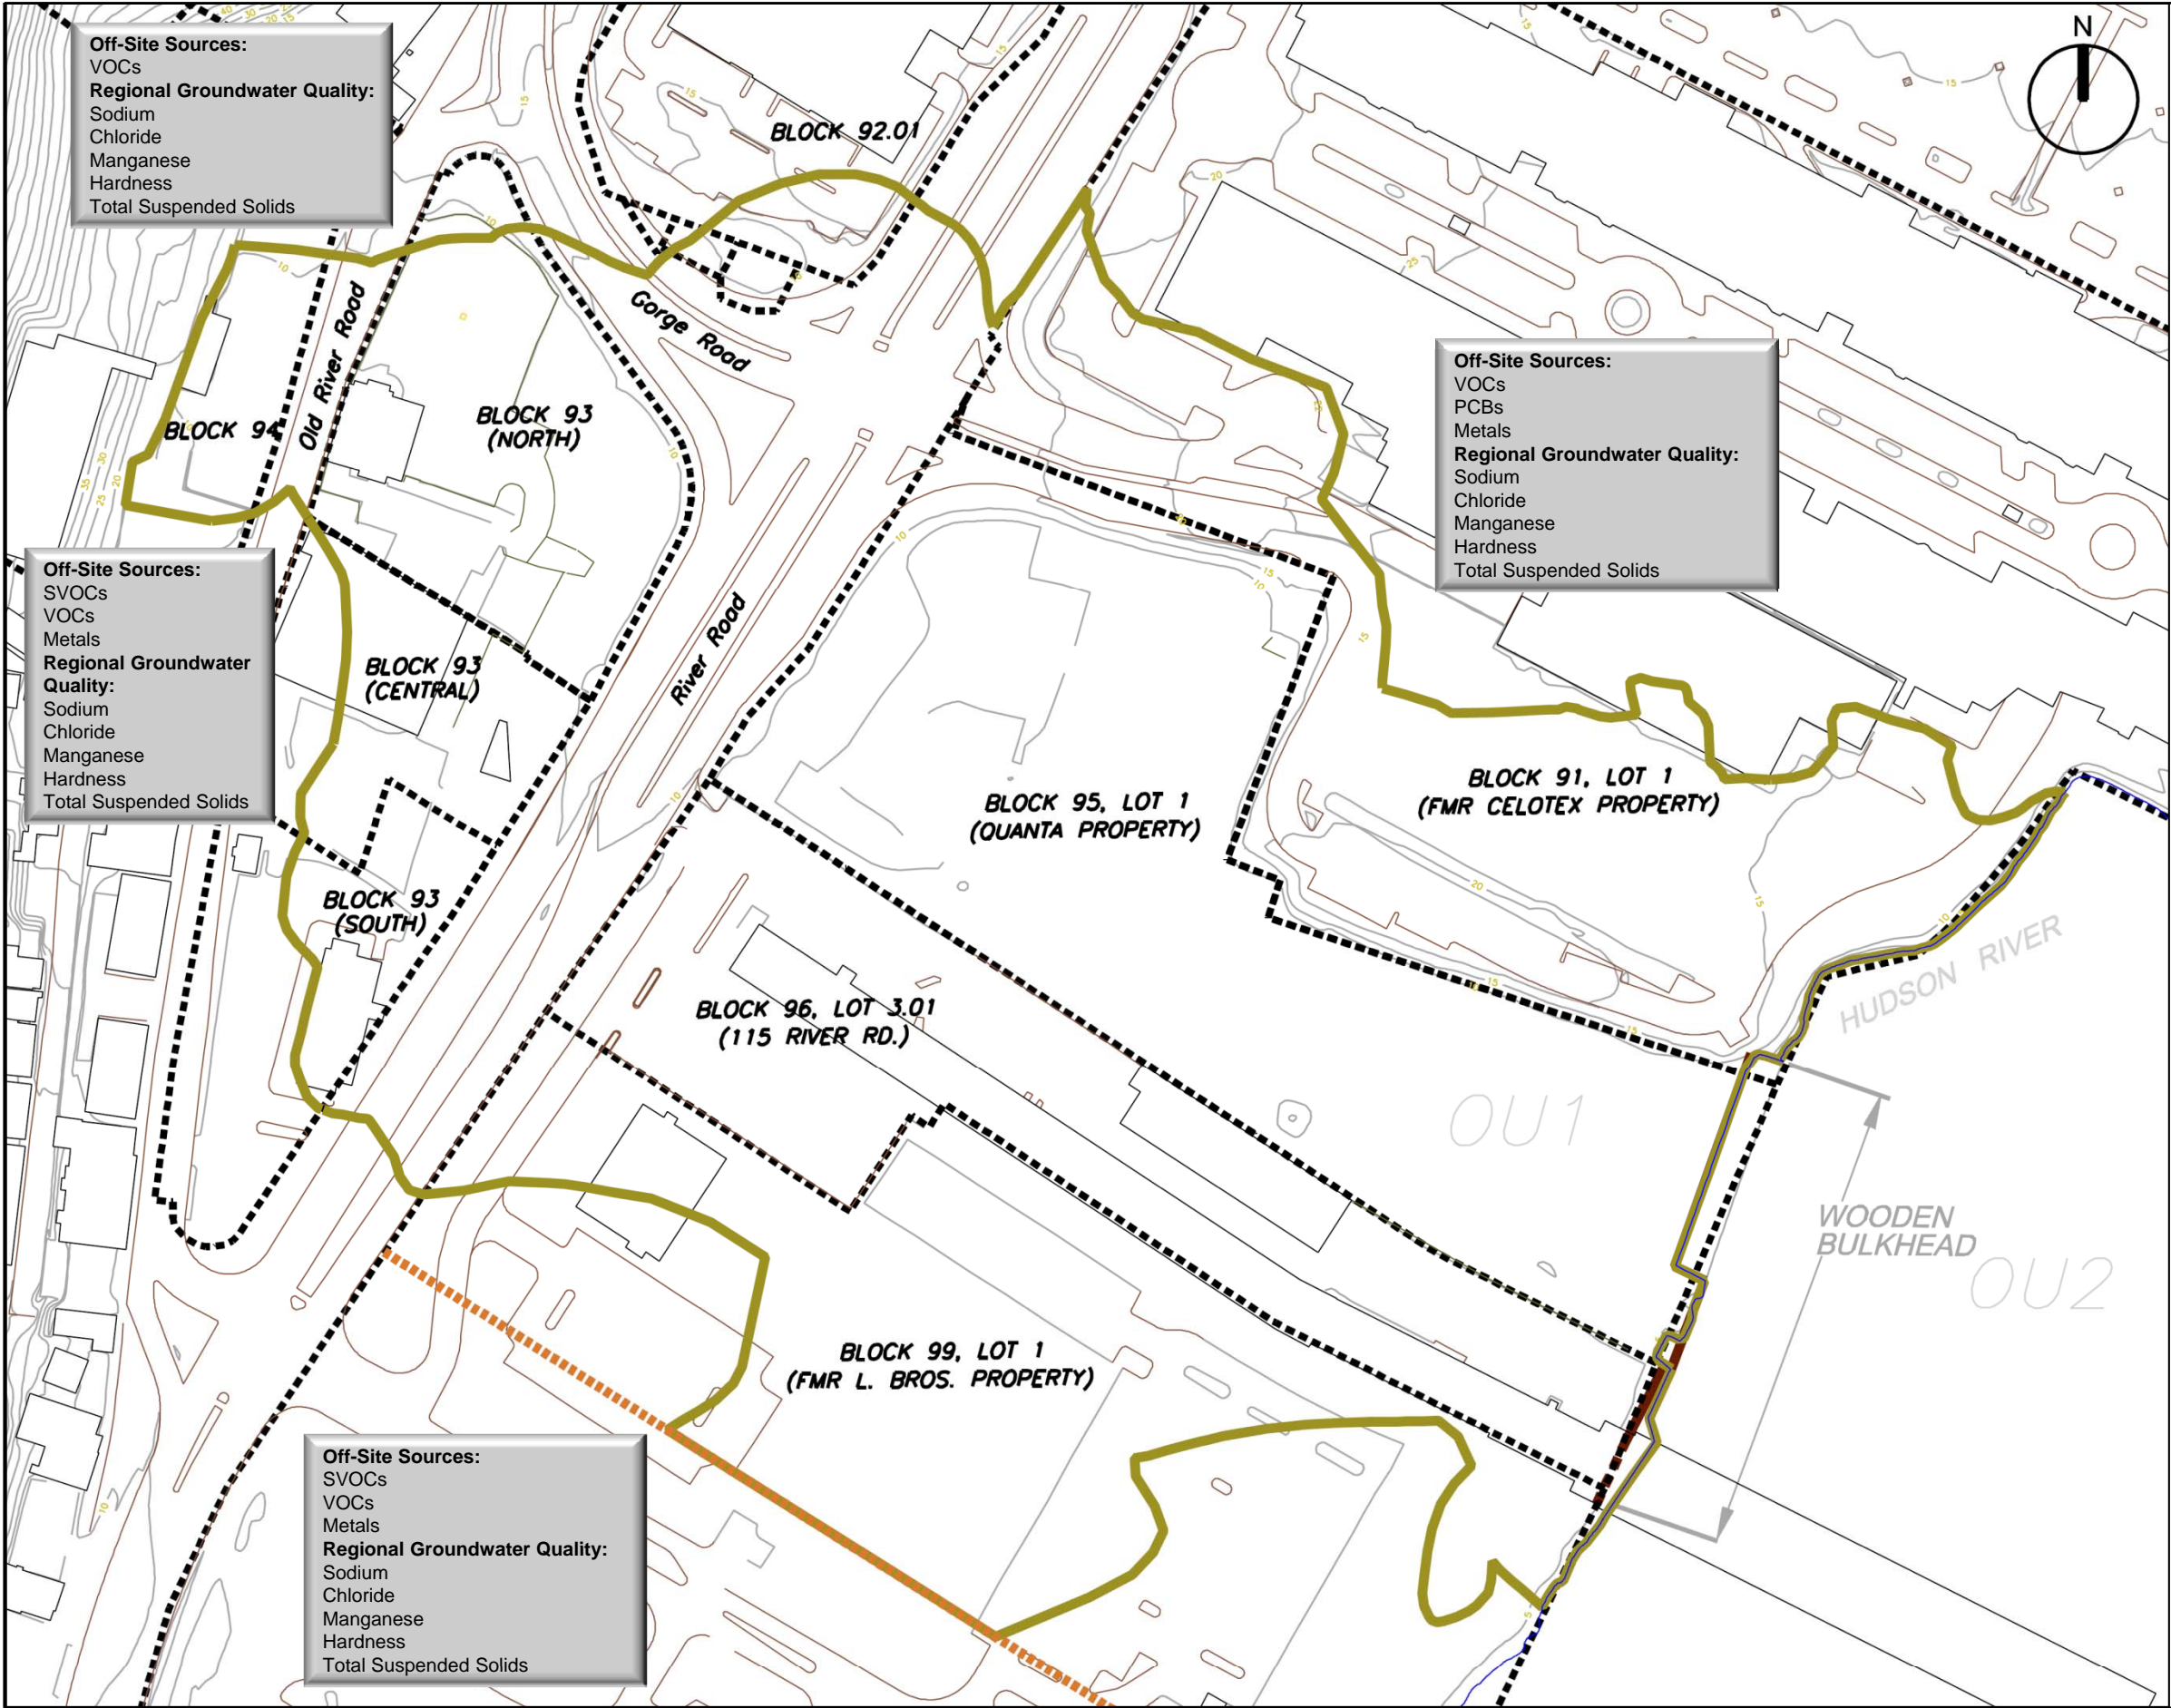 Off-Site Sources:
VOCs
Regional Groundwater Quality:
Sodium
Chloride
Manganese
Hardness
Total Suspended Solids
N
BLOCK 92.01
Gorge Road
Old River Road
BLOCK 94
BLOCK 93
(NORTH)
Off-Site Sources:
VOCs
PCBs
Metals
Regional Groundwater Quality:
Sodium
Chloride
Manganese
Hardness
Total Suspended Solids
Off-Site Sources:
SVOCs
VOCs
Metals
Regional Groundwater
Quality:
Sodium
Chloride
Manganese
Hardness
Total Suspended Solids
BLOCK 93
(CENTRAL)
River Road
BLOCK 95, LOT 1
(QUANTA PROPERTY)
BLOCK 91, LOT 1
(FMR CELOTEX PROPERTY)
BLOCK 93
(SOUTH)
HUDSON RIVER
BLOCK 96, LOT 3.01
(115 RIVER RD.)
OU1
WOODEN
BULKHEAD
OU2
BLOCK 99, LOT 1
(FMR L. BROS. PROPERTY)
Off-Site Sources:
SVOCs
VOCs
Metals
Regional Groundwater Quality:
Sodium
Chloride
Manganese
Hardness
Total Suspended Solids